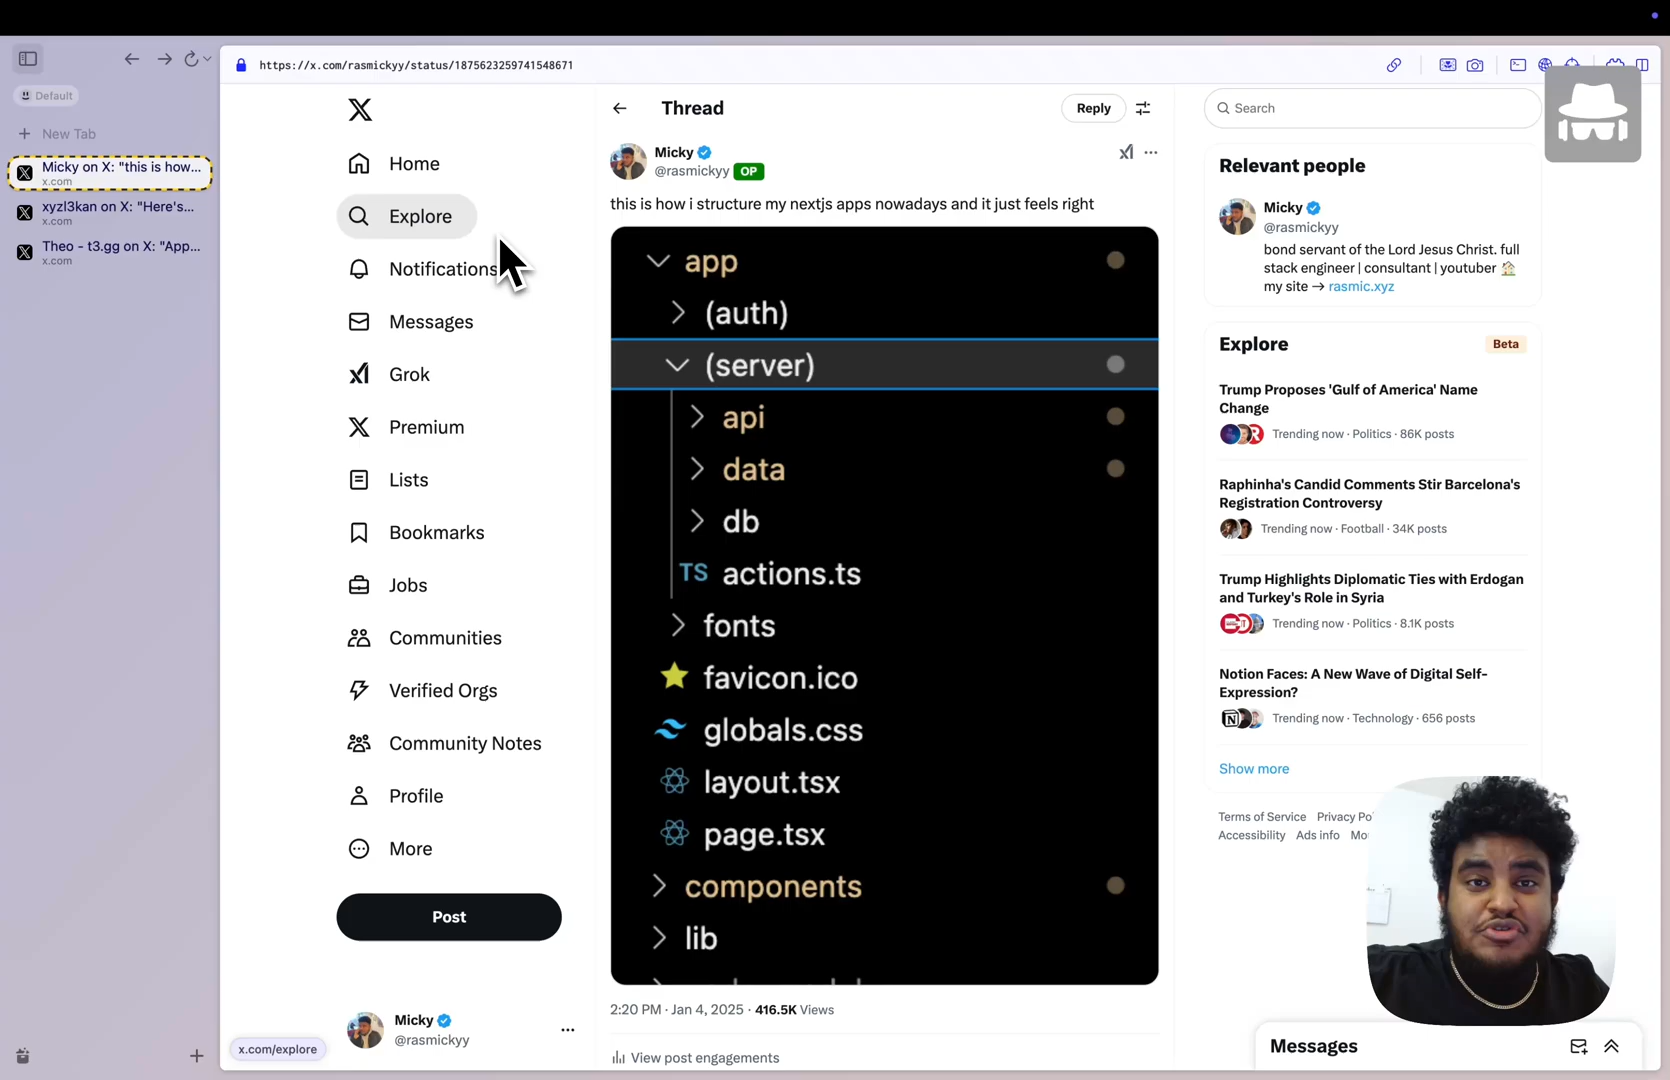 https://x.com/rasmickyy/status/1875623259741548671
Default
New Tab
Micky on X: "this is how...
x.com
xyzl3kan on X: "Here's...
x.com
Theo - t3.gg on X: "App...
x.com
Home
Explore
Notifications
Messages
Grok
Premium
Lists
Bookmarks
Jobs
Communities
Verified Orgs
Community Notes
Profile
More
Post
Micky
@rasmickyy
x.com/explore
Thread
Reply
Micky
@rasmickyy OP
this is how i structure my nextjs apps nowadays and it just feels right
app
(auth)
(server)
api
data
db
TS actions.ts
fonts
favicon.ico
globals.css
layout.tsx
page.tsx
components
lib
2:20 PM · Jan 4, 2025 · 416.5K Views
View post engagements
Search
Relevant people
Micky
@rasmickyy
bond servant of the Lord Jesus Christ. full
stack engineer | consultant | youtuber
my site → rasmic.xyz
Explore
Beta
Trump Proposes 'Gulf of America' Name
Change
Trending now · Politics · 86K posts
Raphinha's Candid Comments Stir Barcelona's
Registration Controversy
Trending now · Football · 34K posts
Trump Highlights Diplomatic Ties with Erdogan
and Turkey's Role in Syria
Trending now · Politics · 8.1K posts
Notion Faces: A New Wave of Digital Self-
Expression?
Trending now · Technology · 656 posts
Show more
Terms of Service Privacy Po
Accessibility Ads info Mo
Messages